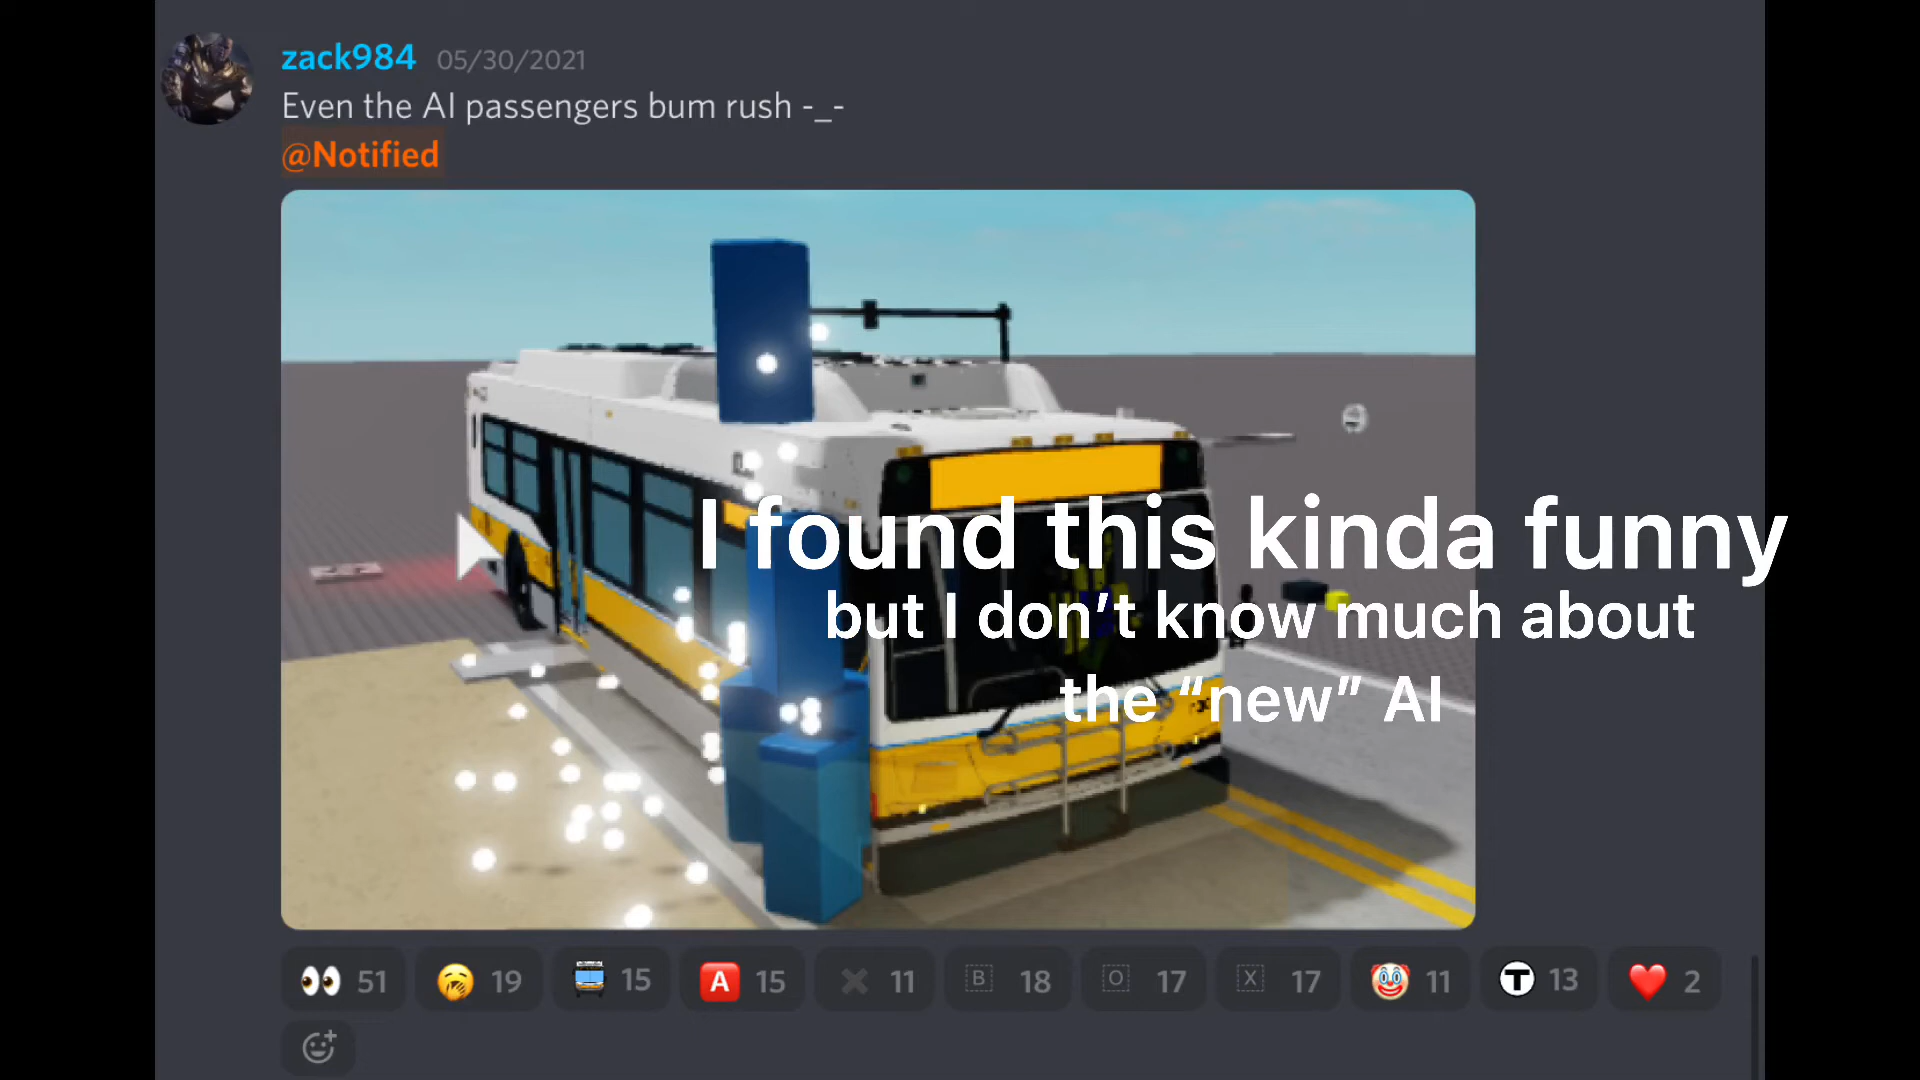 zack984 05/30/2021
Even the AI passengers bum rush -_-
@Notified
I found this kinda funny
but I don’t know much about
the “new” AI
51 19 15 A 15 11 B 18 O 17 X 17 11 T 13 2